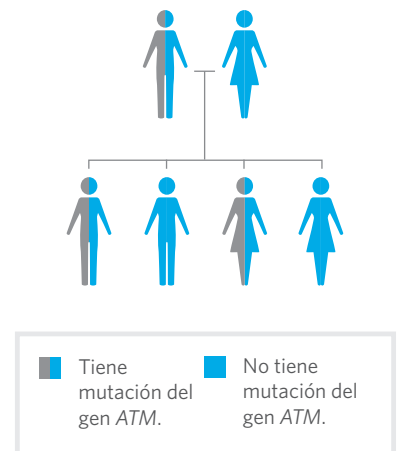 Tiene
mutación del
gen ATM.
No tiene
mutación del
gen ATM.